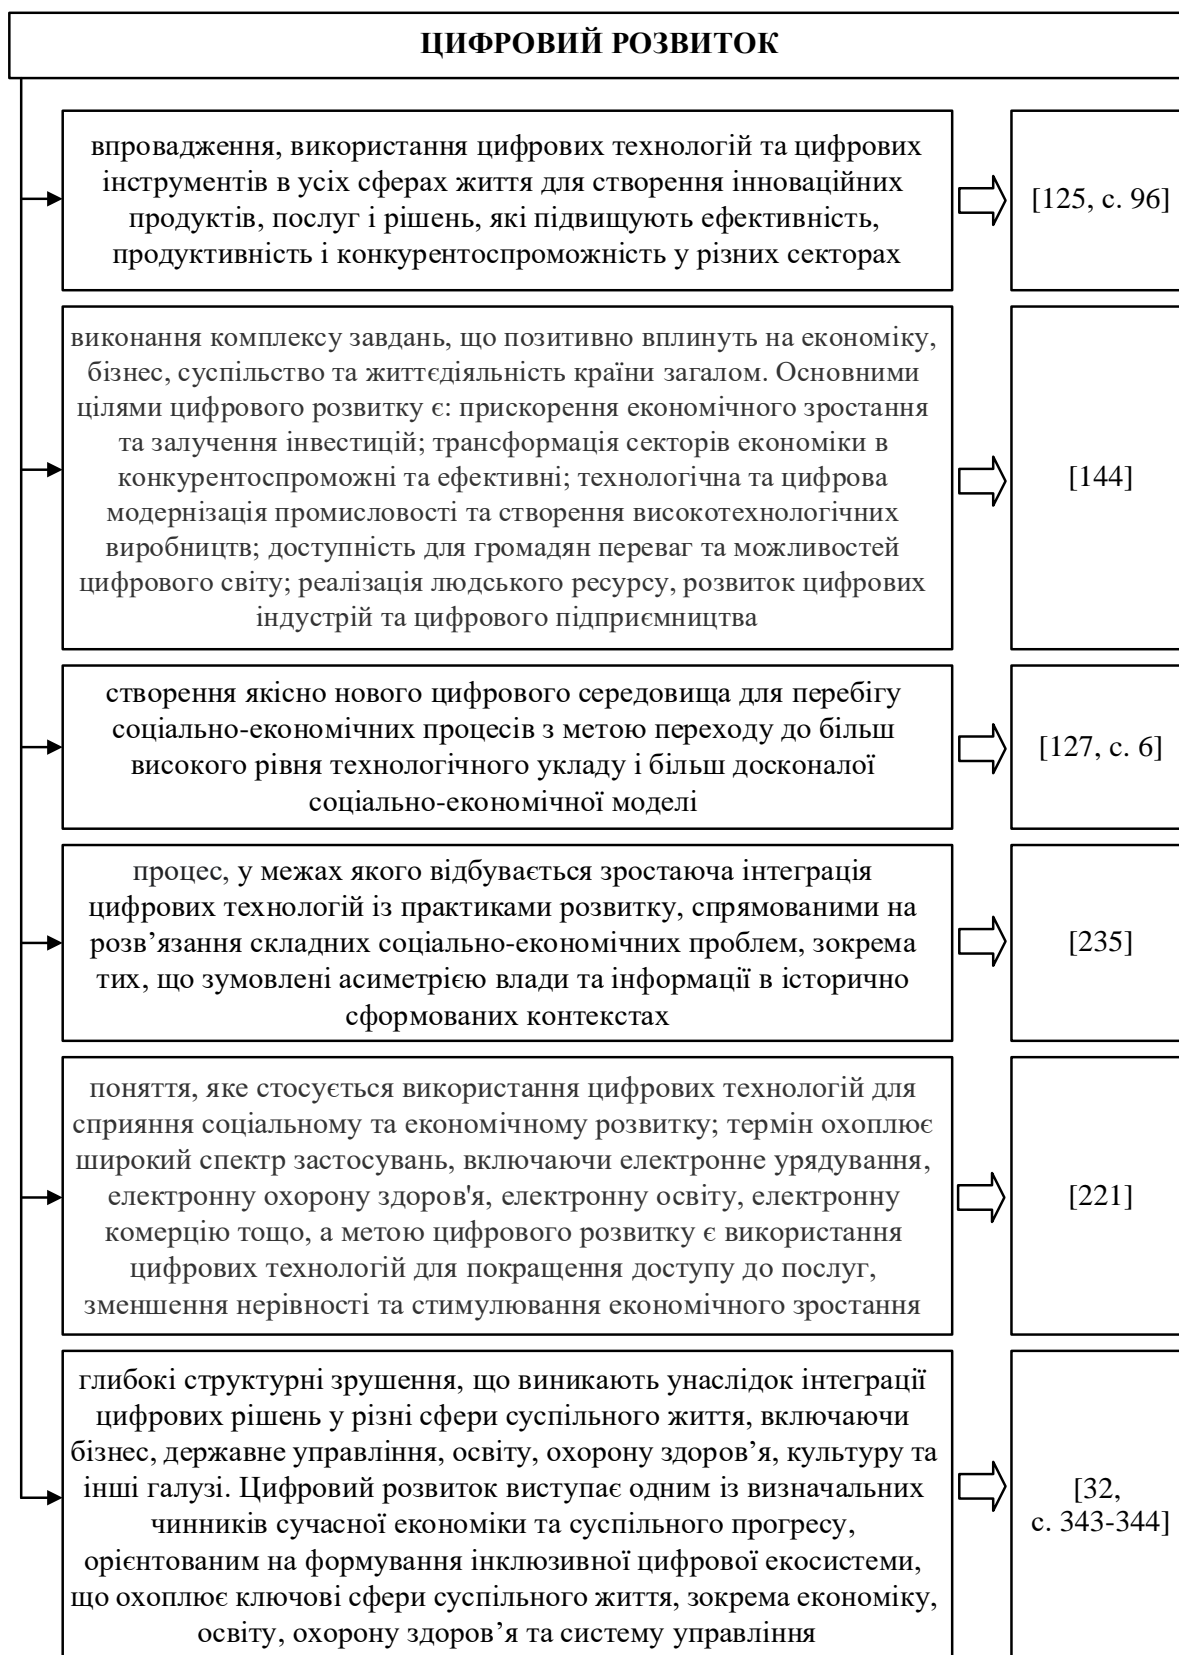 ЦИФРОВИЙ РОЗВИТОК
впровадження, використання цифрових технологій та цифрових
інструментів в усіх сферах життя для створення інноваційних
продуктів, послуг і рішень, які підвищують ефективність,
продуктивність і конкурентоспроможність у різних секторах
[125, с. 96]
виконання комплексу завдань, що позитивно вплинуть на економіку,
бізнес, суспільство та життєдіяльність країни загалом. Основними
цілями цифрового розвитку є: прискорення економічного зростання
та залучення інвестицій; трансформація секторів економіки в
конкурентоспроможні та ефективні; технологічна та цифрова
модернізація промисловості та створення високотехнологічних
виробництв; доступність для громадян переваг та можливостей
цифрового світу; реалізація людського ресурсу, розвиток цифрових
індустрій та цифрового підприємництва
[144]
створення якісно нового цифрового середовища для перебігу
соціально-економічних процесів з метою переходу до більш
високого рівня технологічного укладу і більш досконалої
соціально-економічної моделі
[127, с. 6]
процес, у межах якого відбувається зростаюча інтеграція
цифрових технологій із практиками розвитку, спрямованими на
розв’язання складних соціально-економічних проблем, зокрема
тих, що зумовлені асиметрією влади та інформації в історично
сформованих контекстах
[235]
поняття, яке стосується використання цифрових технологій для
сприяння соціальному та економічному розвитку; термін охоплює
широкий спектр застосувань, включаючи електронне урядування,
електронну охорону здоров'я, електронну освіту, електронну
комерцію тощо, а метою цифрового розвитку є використання
цифрових технологій для покращення доступу до послуг,
зменшення нерівності та стимулювання економічного зростання
[221]
глибокі структурні зрушення, що виникають унаслідок інтеграції
цифрових рішень у різні сфери суспільного життя, включаючи
бізнес, державне управління, освіту, охорону здоров’я, культуру та
інші галузі. Цифровий розвиток виступає одним із визначальних
чинників сучасної економіки та суспільного прогресу,
орієнтованим на формування інклюзивної цифрової екосистеми,
що охоплює ключові сфери суспільного життя, зокрема економіку,
освіту, охорону здоров’я та систему управління
[32,
с. 343-344]